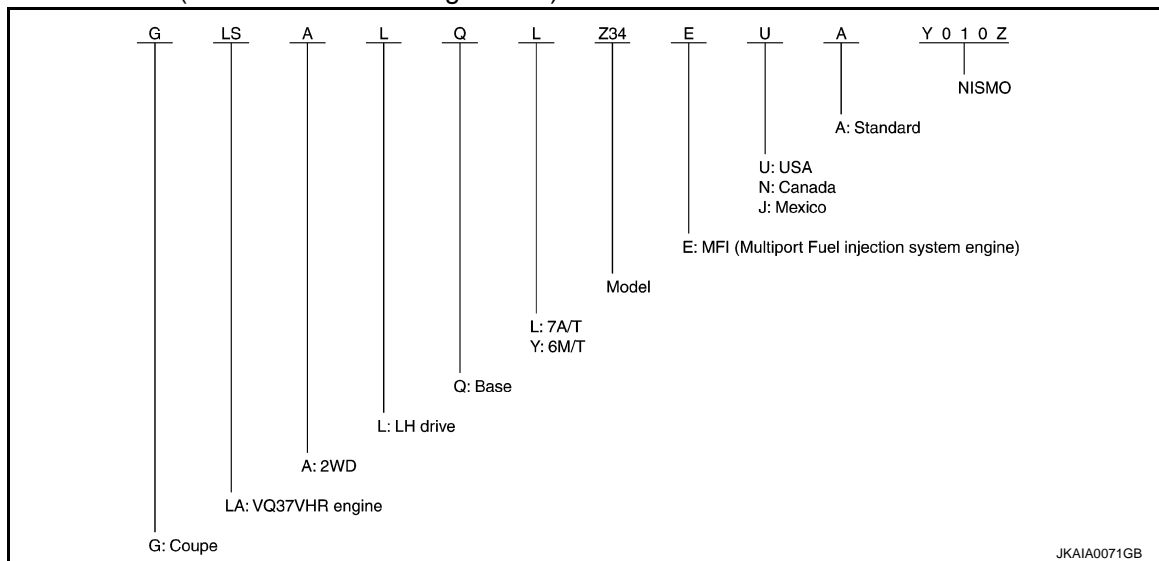 G LS A L Q L Z34 E U A Y 0 1 0 Z
NISMO
A: Standard
U: USA
N: Canada
J: Mexico
E: MFI (Multiport Fuel injection system engine)
Model
L: 7A/T
Y: 6M/T
Q: Base
L: LH drive
A: 2WD
LA: VQ37VHR engine
G: Coupe
JKAIA0071GB